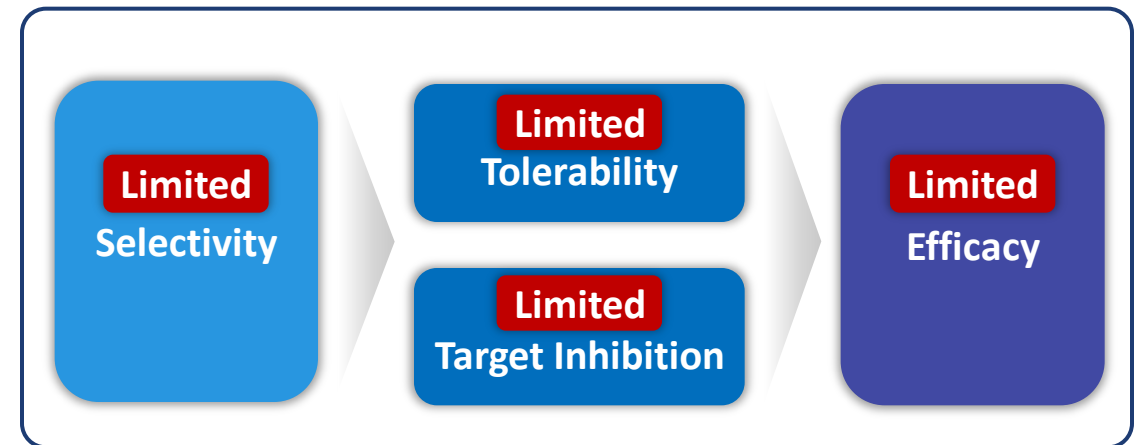 Limited
Selectivity
Limited
Tolerability
Limited
Target Inhibition
Limited
Efficacy